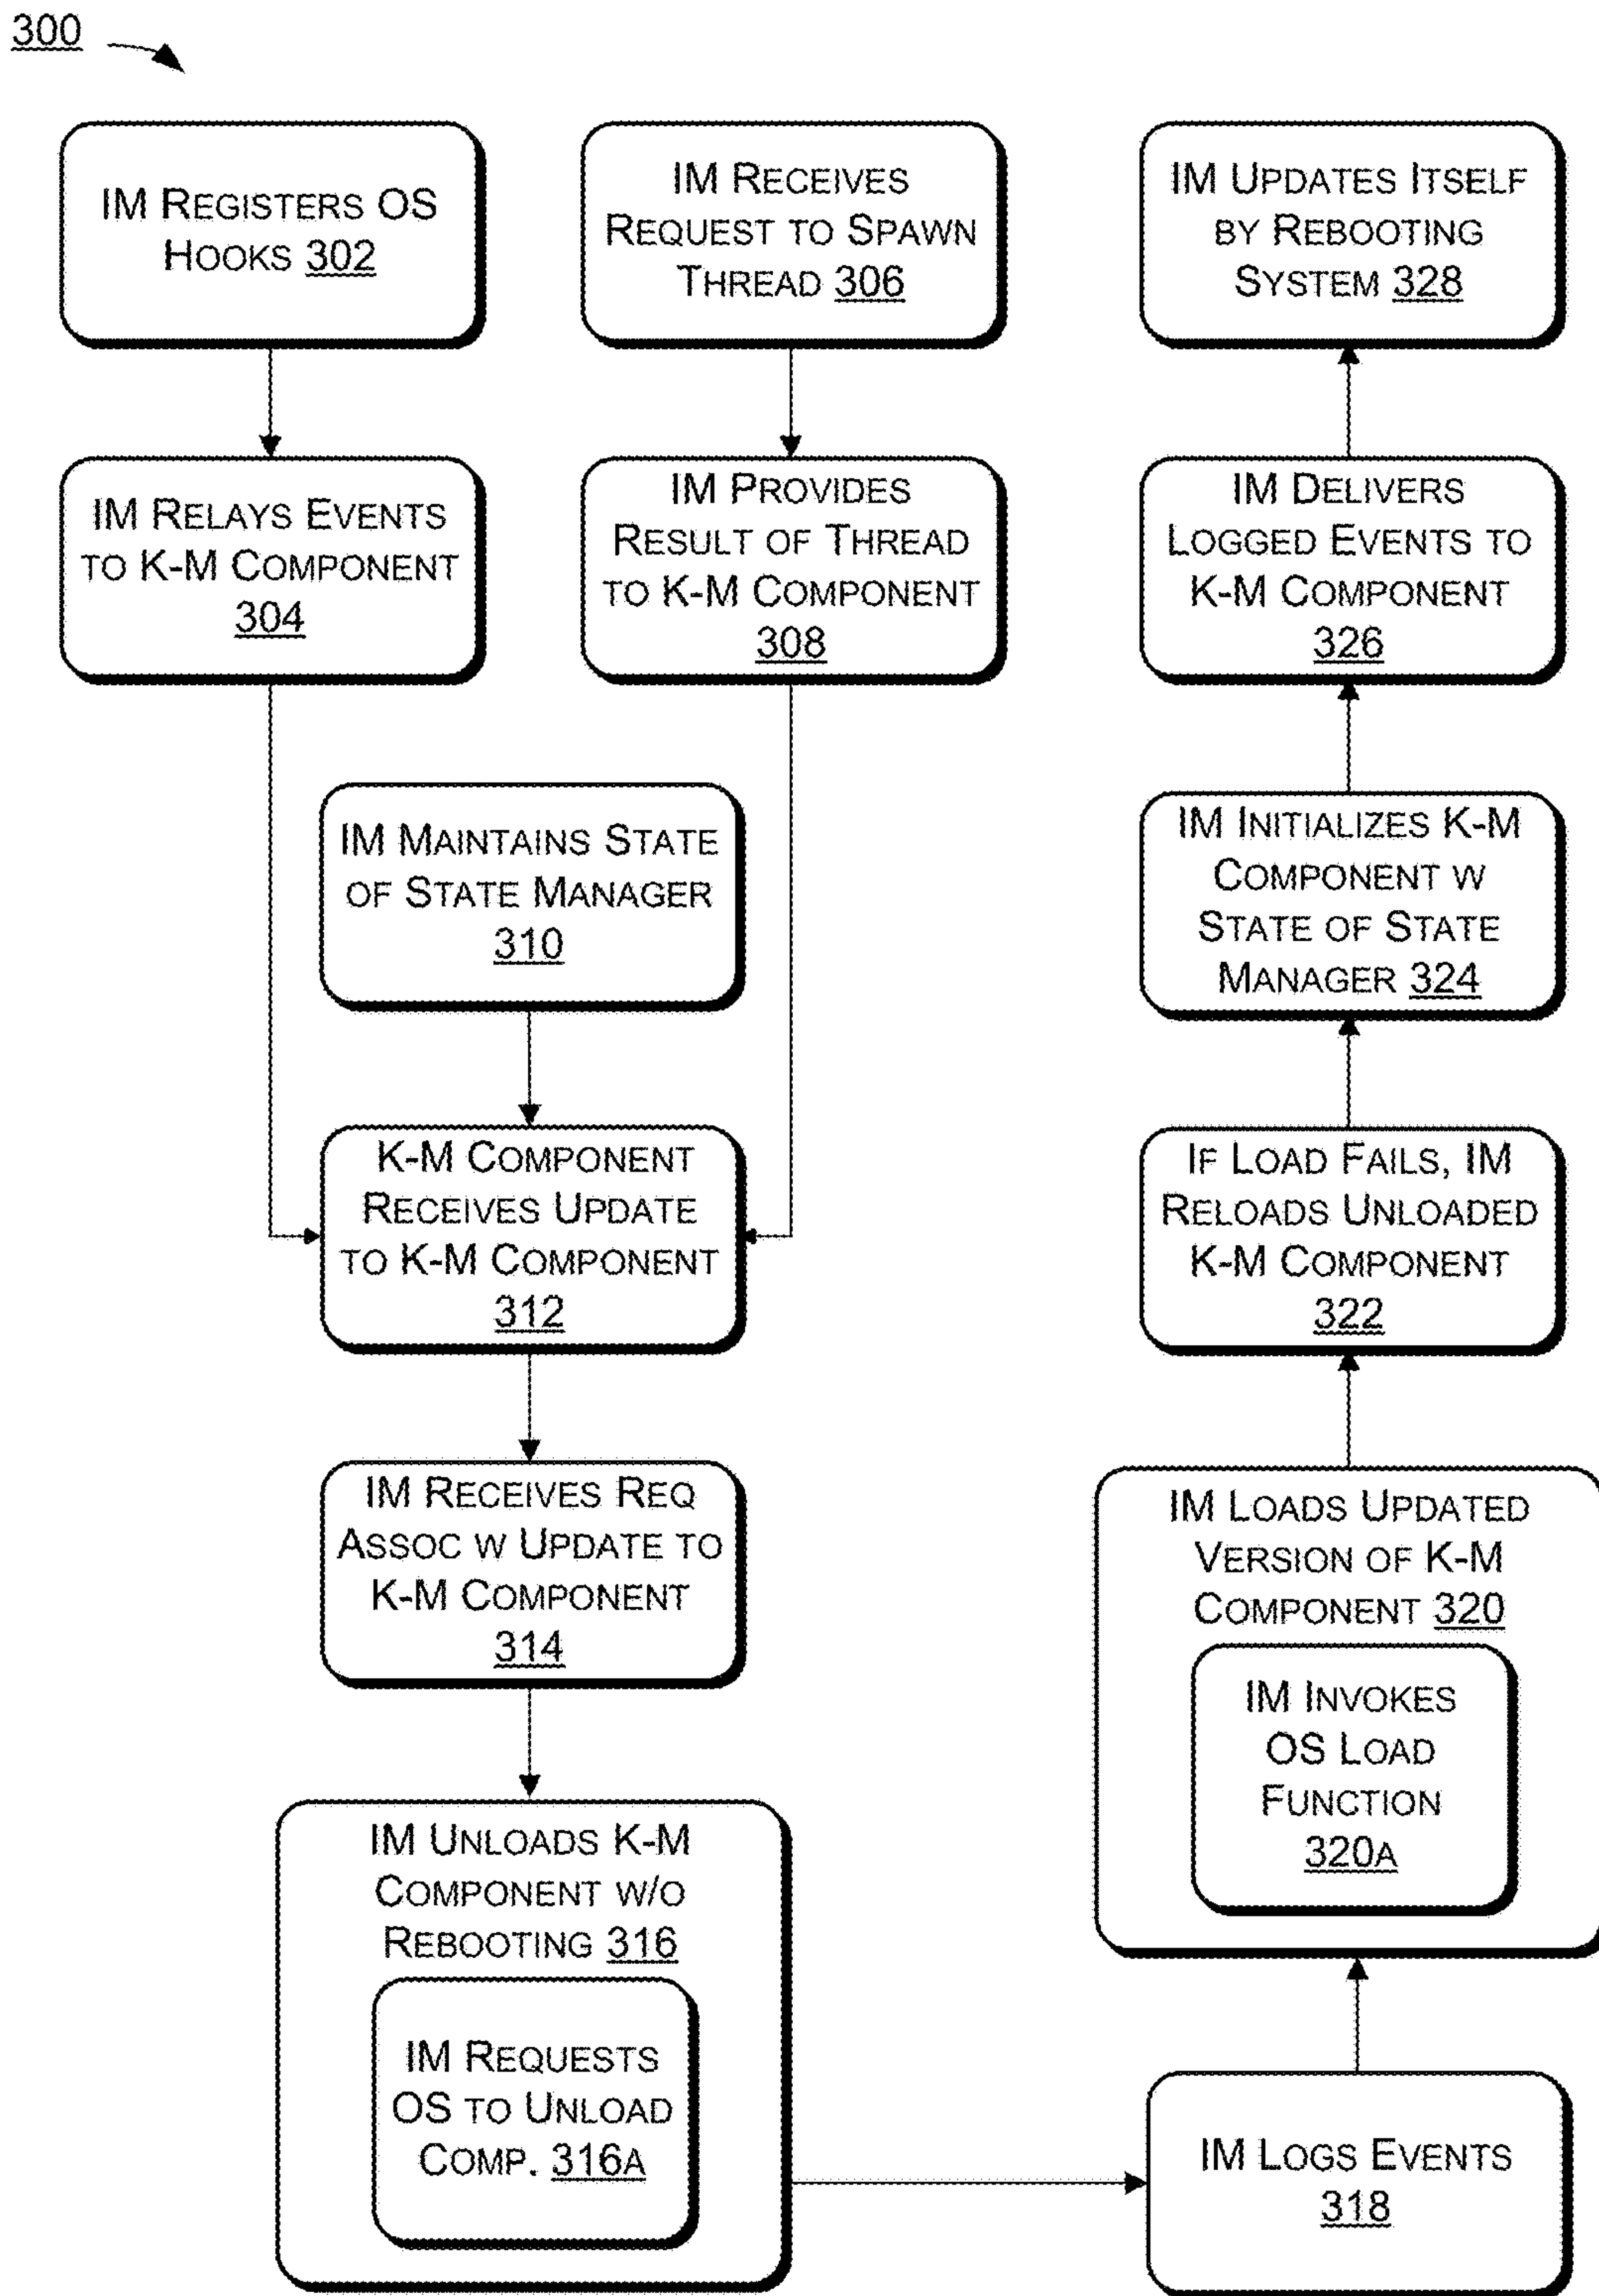 300
IM REGISTERS OS
HOOKS 302
IM RELAYS EVENTS
TO K-M COMPONENT
304
IM RECEIVES
REQUEST TO SPAWN
THREAD 306
IM PROVIDES
RESULT OF THREAD
TO K-M COMPONENT
308
IM MAINTAINS STATE
OF STATE MANAGER
310
K-M COMPONENT
RECEIVES UPDATE
TO K-M COMPONENT
312
IM RECEIVES REQ
ASSOC W UPDATE TO
K-M COMPONENT
314
IM UNLOADS K-M
COMPONENT W/O
REBOOTING 316
IM REQUESTS
OS TO UNLOAD
COMP. 316A
IM LOGS EVENTS
318
IM LOADS UPDATED
VERSION OF K-M
COMPONENT 320
IM INVOKES
OS LOAD
FUNCTION
320A
IF LOAD FAILS, IM
RELOADS UNLOADED
K-M COMPONENT
322
IM INITIALIZES K-M
COMPONENT W
STATE OF STATE
MANAGER 324
IM DELIVERS
LOGGED EVENTS TO
K-M COMPONENT
326
IM UPDATES ITSELF
BY REBOOTING
SYSTEM 328